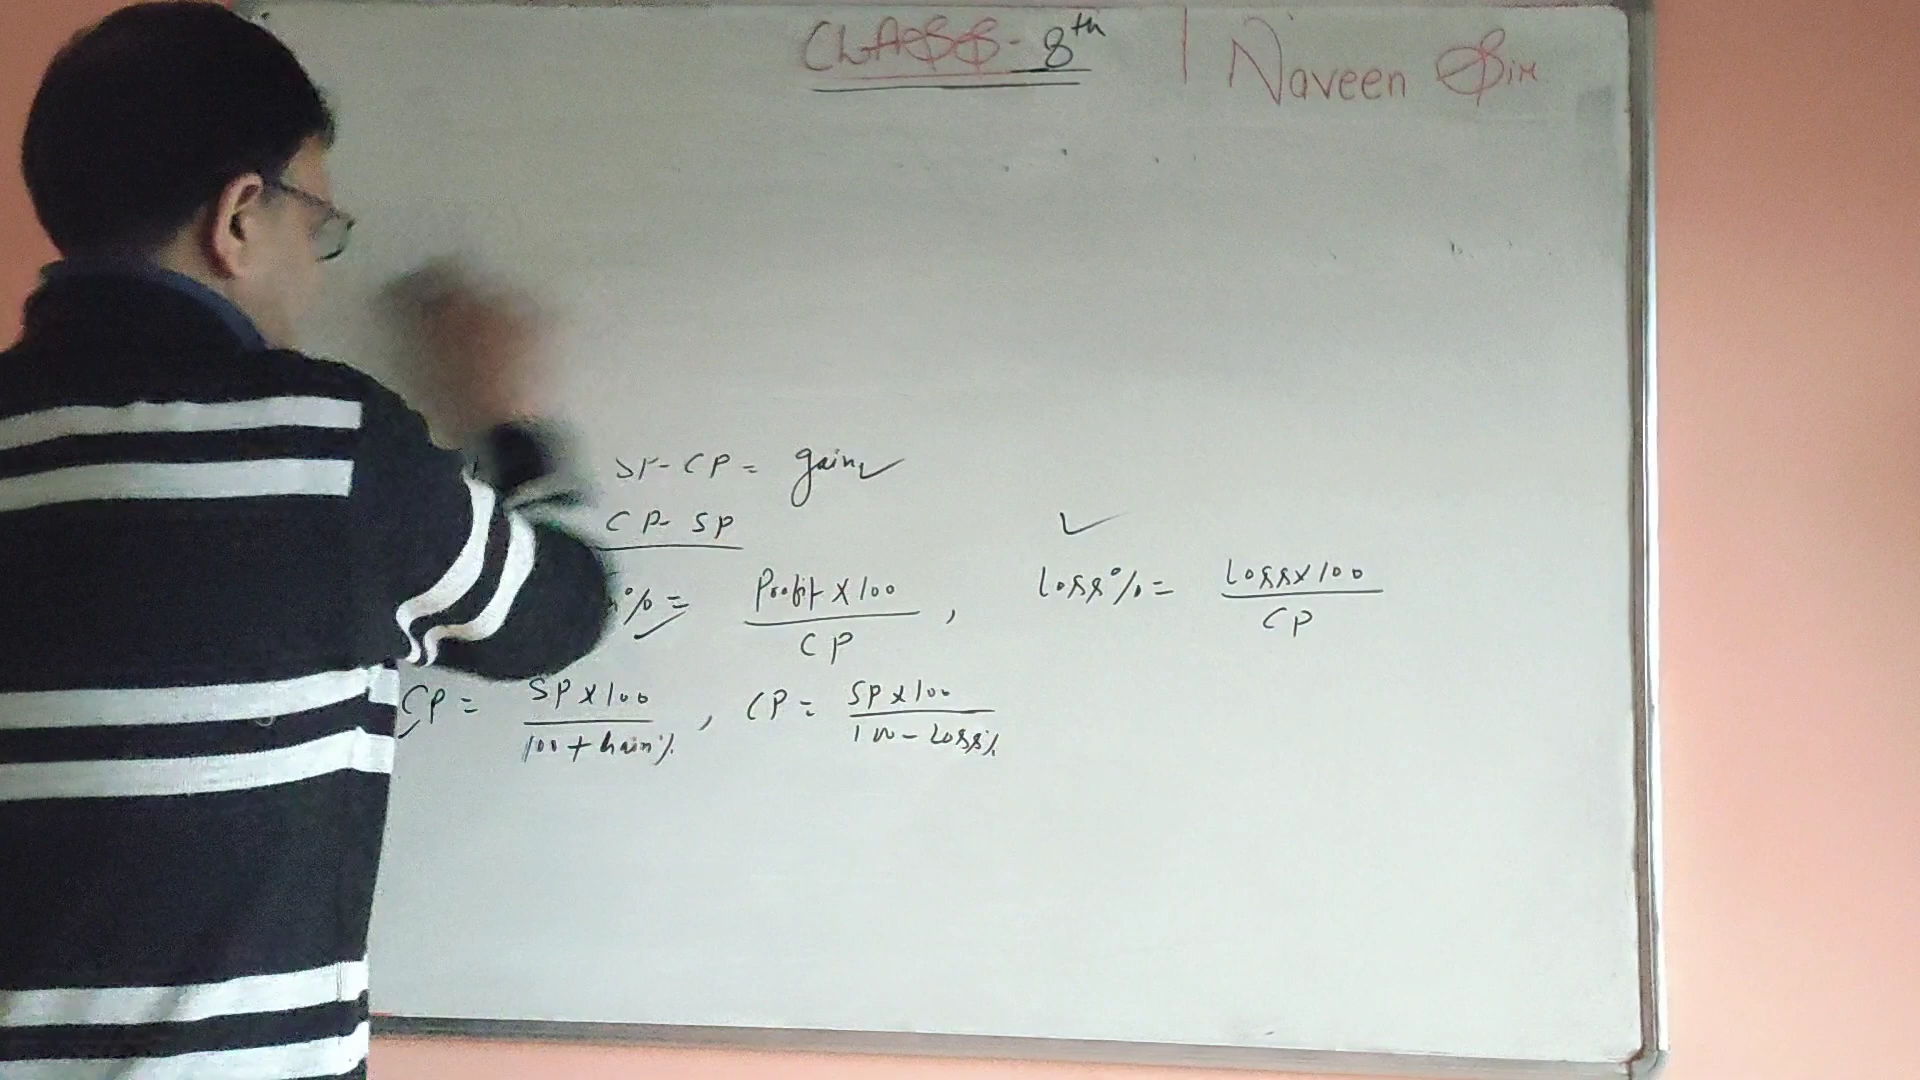 CLASS- 8th | Naveen Sir
SP- CP = gain
CP- SP
% = Profit X 100 / CP , Loss% = Loss X 100 / CP
CP = SP X 100 / 100 + Gain% , CP = SP X 100 / 100 - Loss%